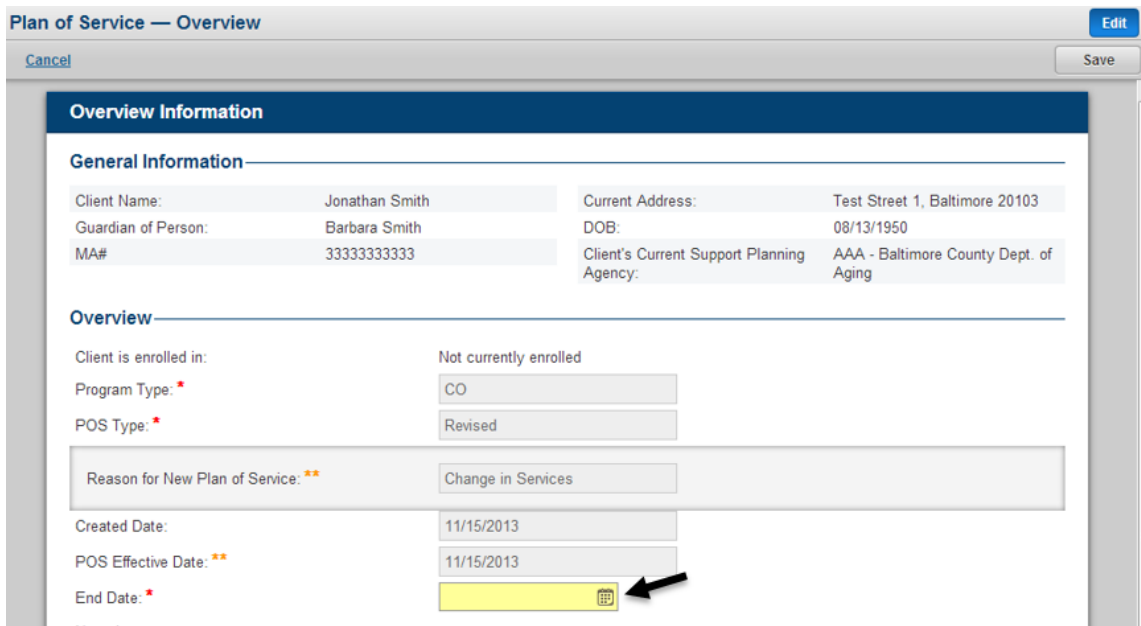 Plan of Service — Overview
Edit
Cancel
Save
Overview Information
General Information
Client Name: Jonathan Smith Current Address: Test Street 1, Baltimore 20103
Guardian of Person: Barbara Smith DOB: 08/13/1950
MA# 33333333333 Client's Current Support Planning AAA - Baltimore County Dept. of
Agency: Aging
Overview
Client is enrolled in: Not currently enrolled
Program Type: * CO
POS Type: * Revised
Reason for New Plan of Service: ** Change in Services
Created Date: 11/15/2013
POS Effective Date: ** 11/15/2013
End Date: *